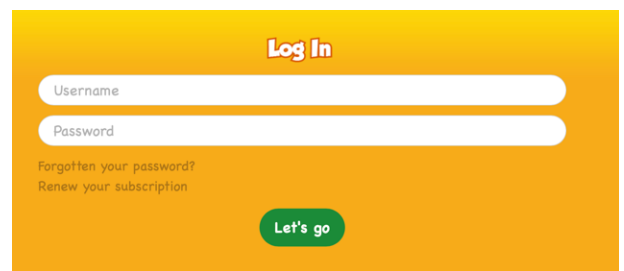 Log In
Username
Password
Forgotten your password?
Renew your subscription
Let's go